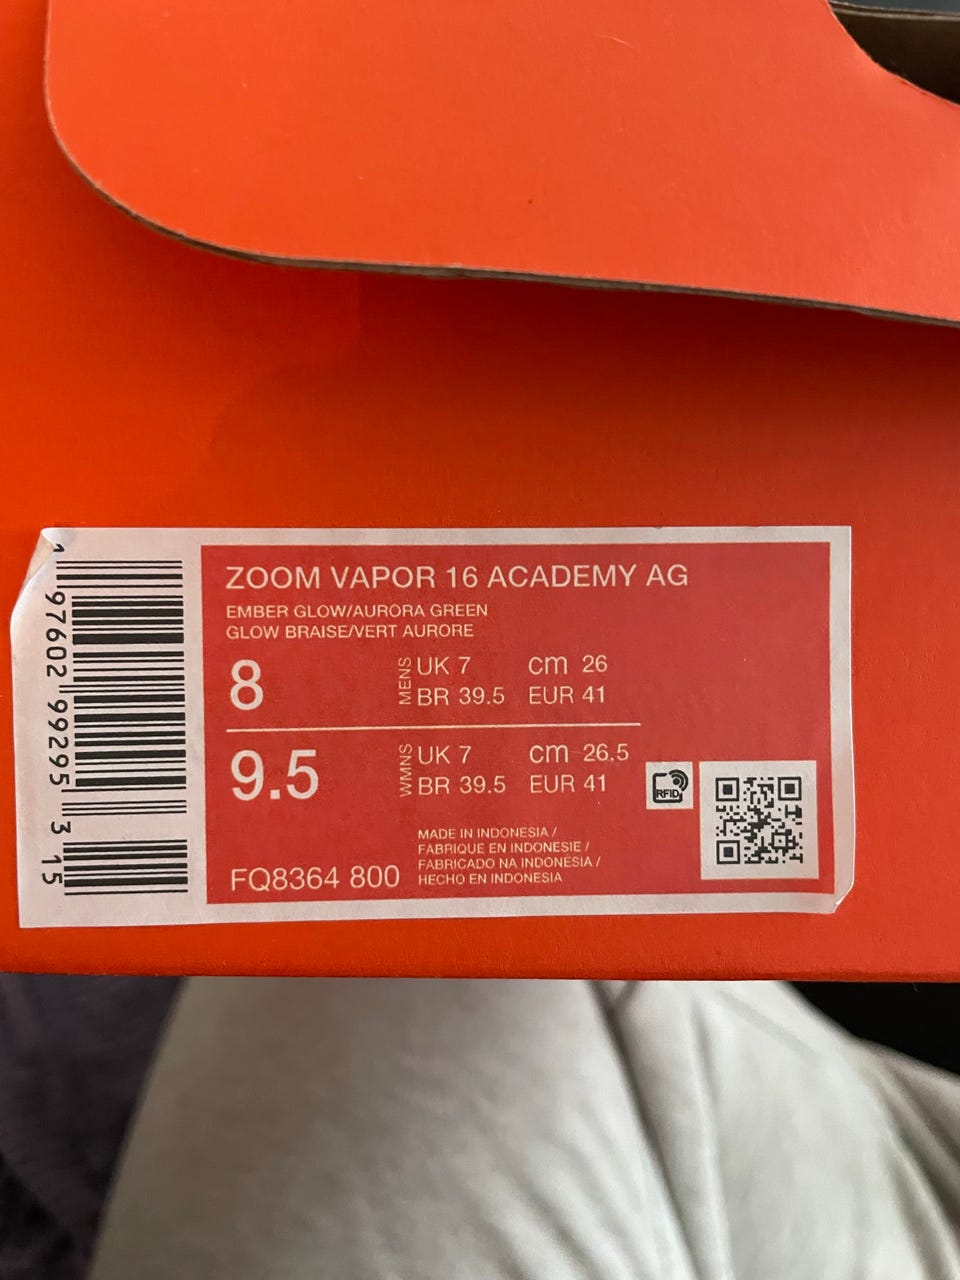 ZOOM VAPOR 16 ACADEMY AG
EMBER GLOW/AURORA GREEN
GLOW BRAISE/VERT AURORE
8
MENS
UK 7 cm 26
BR 39.5 EUR 41
9.5
WMNS
UK 7 cm 26.5
BR 39.5 EUR 41
RFID
MADE IN INDONESIA /
FABRIQUE EN INDONESIE /
FABRICADO NA INDONÉSIA /
HECHO EN INDONESIA
FQ8364 800
1 97602 99295 3 15